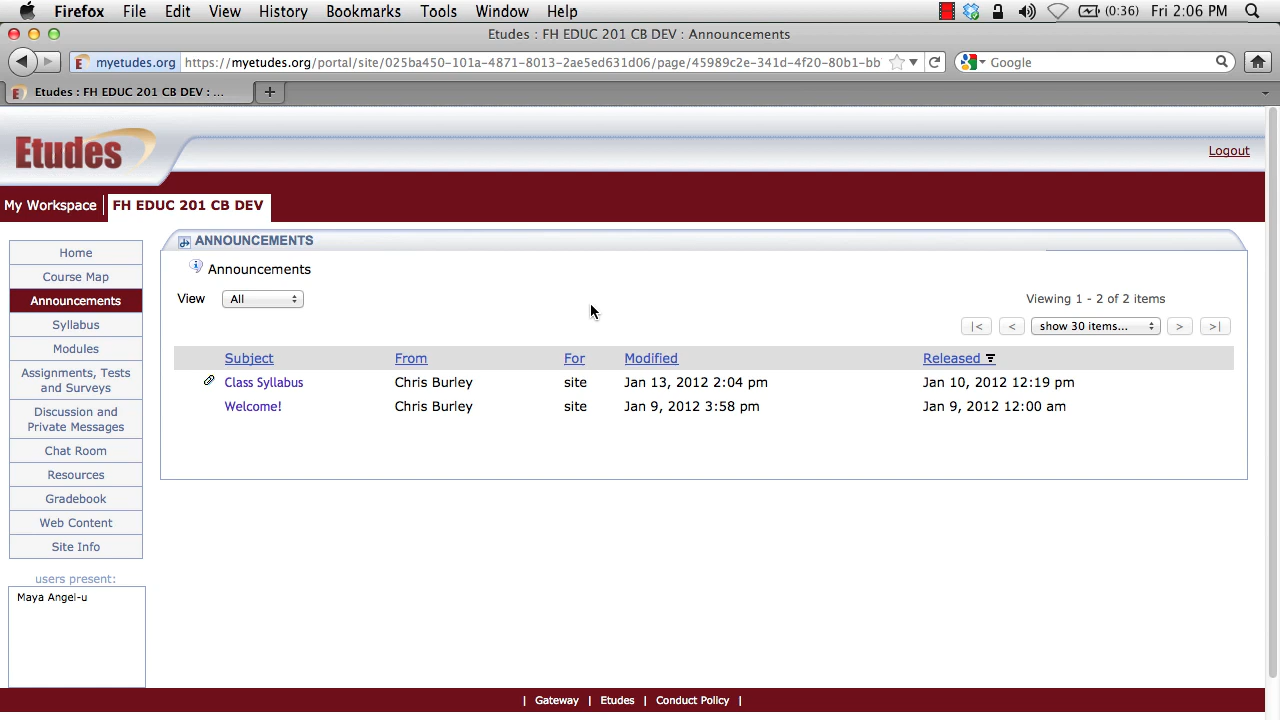 Firefox File Edit View History Bookmarks Tools Window Help (0:36) Fri 2:06 PM
Etudes : FH EDUC 201 CB DEV : Announcements
myetudes.org https://myetudes.org/portal/site/025ba459-101a-4871-8913-2ae5ed631d06/page/45989c2e-341d-4f20-80b1-bb Google
Etudes : FH EDUC 201 CB DEV : ...
Etudes
Logout
My Workspace FH EDUC 201 CB DEV
Home
Course Map
Announcements
Syllabus
Modules
Assignments, Tests
and Surveys
Discussion and
Private Messages
Chat Room
Resources
Gradebook
Web Content
Site Info
users present:
Maya Angel-u
ANNOUNCEMENTS
Announcements
View All Viewing 1 - 2 of 2 items
|< < show 30 items... > >|
Subject From For Modified Released
Class Syllabus Chris Burley site Jan 13, 2012 2:04 pm Jan 10, 2012 12:19 pm
Welcome! Chris Burley site Jan 9, 2012 3:58 pm Jan 9, 2012 12:00 am
| Gateway | Etudes | Conduct Policy |